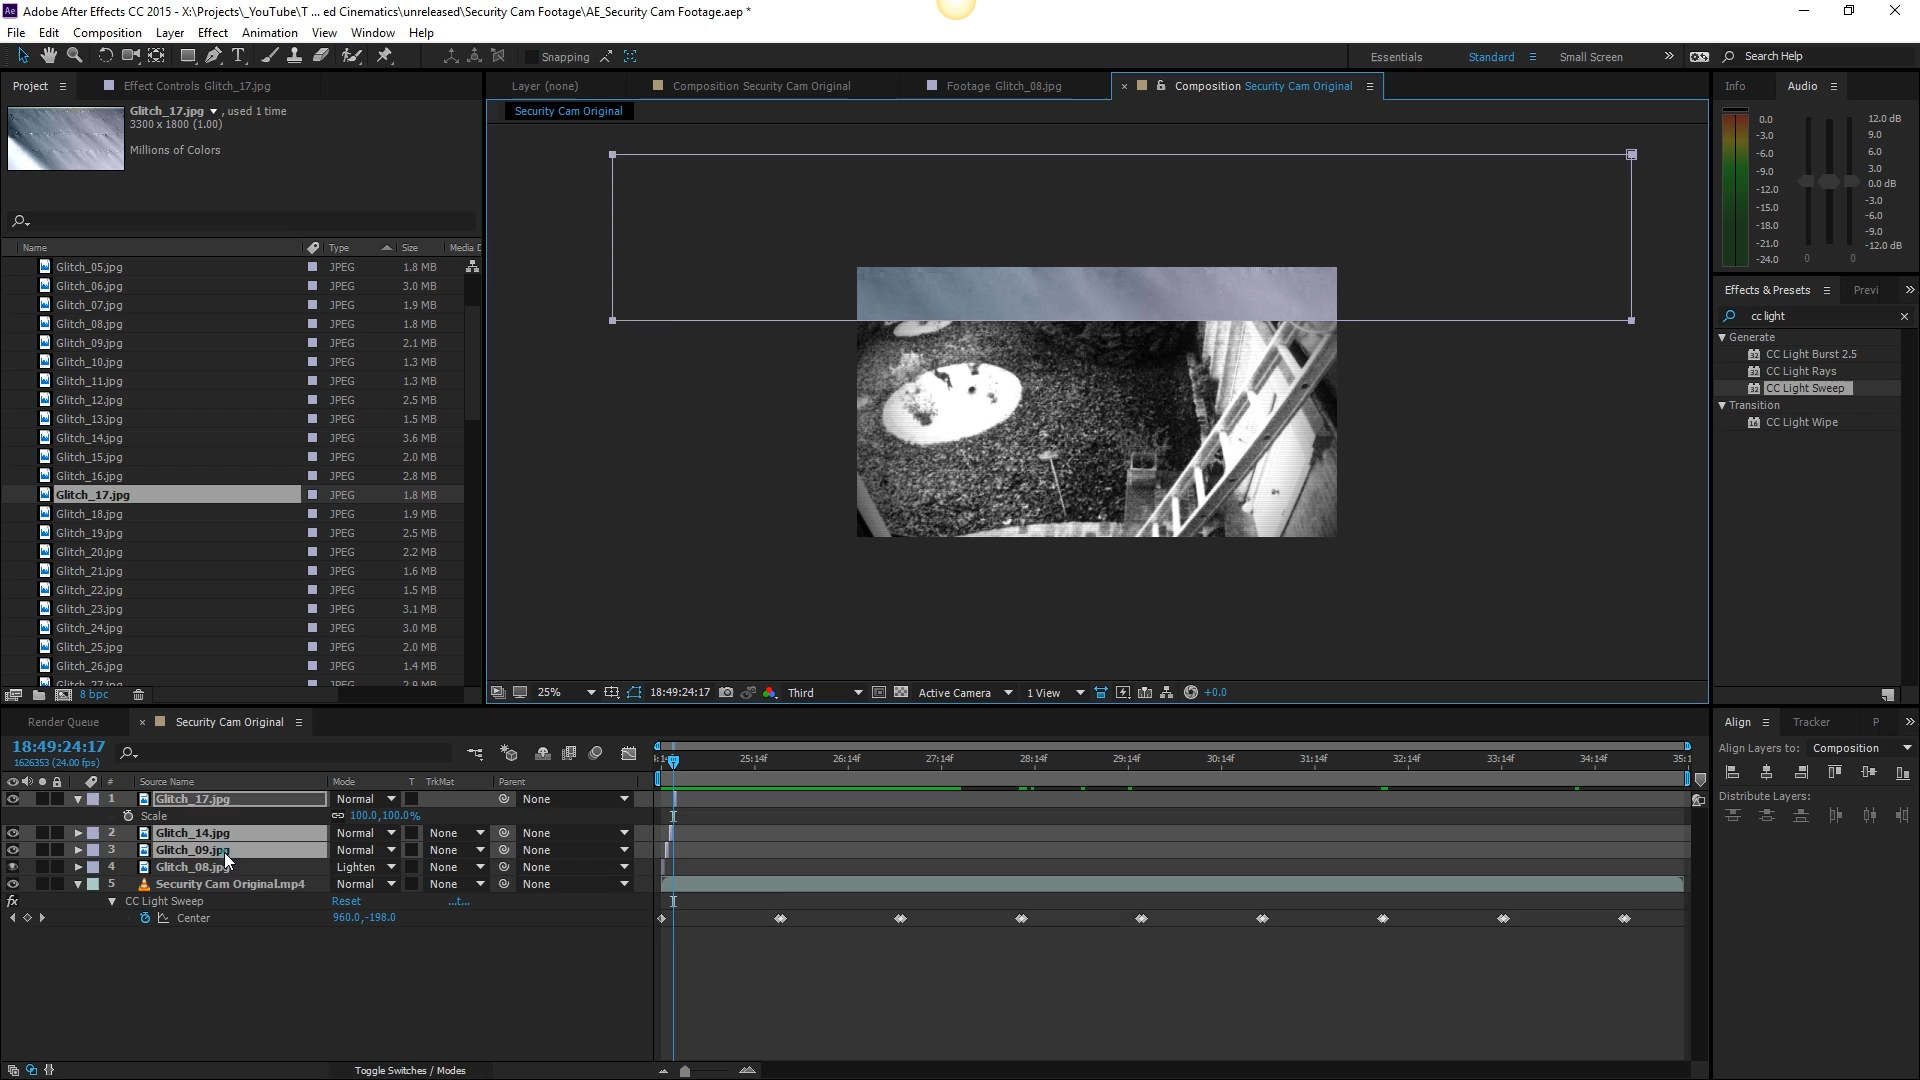 Ae Adobe After Effects CC 2015 - X:\Projects\_YouTube\T ... ed Cinematics\unreleased\Security Cam Footage\AE_Security Cam Footage.aep *
File Edit Composition Layer Effect Animation View Window Help
T Snapping Essentials Standard Small Screen » Search Help
Project Effect Controls Glitch_17.jpg Layer (none) Composition Security Cam Original Footage Glitch_08.jpg × Composition Security Cam Original Info Audio
Security Cam Original
Glitch_17.jpg , used 1 time
3300 x 1800 (1.00)
Millions of Colors
0.0
-3.0
-6.0
-9.0
-12.0
-15.0
-18.0
-21.0
-24.0
0 0
12.0 dB
9.0
6.0
3.0
0.0 dB
-3.0
-6.0
-9.0
-12.0 dB
Effects & Presets Previ »
cc light ×
Generate
32 CC Light Burst 2.5
32 CC Light Rays
32 CC Light Sweep
Transition
16 CC Light Wipe
Name Type Size Media D
Glitch_05.jpg JPEG 1.8 MB
Glitch_06.jpg JPEG 3.0 MB
Glitch_07.jpg JPEG 1.9 MB
Glitch_08.jpg JPEG 1.8 MB
Glitch_09.jpg JPEG 2.1 MB
Glitch_10.jpg JPEG 1.3 MB
Glitch_11.jpg JPEG 1.3 MB
Glitch_12.jpg JPEG 2.5 MB
Glitch_13.jpg JPEG 1.5 MB
Glitch_14.jpg JPEG 3.6 MB
Glitch_15.jpg JPEG 2.0 MB
Glitch_16.jpg JPEG 2.8 MB
Glitch_17.jpg JPEG 1.8 MB
Glitch_18.jpg JPEG 1.9 MB
Glitch_19.jpg JPEG 2.5 MB
Glitch_20.jpg JPEG 2.2 MB
Glitch_21.jpg JPEG 1.6 MB
Glitch_22.jpg JPEG 1.5 MB
Glitch_23.jpg JPEG 3.1 MB
Glitch_24.jpg JPEG 3.0 MB
Glitch_25.jpg JPEG 2.0 MB
Glitch_26.jpg JPEG 1.4 MB
Glitch_27.jpg JPEG 2.9 MB
8 bpc
25% 18:49:24:17 Third Active Camera 1 View +0.0
Render Queue × Security Cam Original
18:49:24:17
1626353 (24.00 fps)
25:14f 26:14f 27:14f 28:14f 29:14f 30:14f 31:14f 32:14f 33:14f 34:14f 35:1
# Source Name Mode T TrkMat Parent
1 Glitch_17.jpg Normal None
Scale 100.0,100.0%
2 Glitch_14.jpg Normal None None
3 Glitch_09.jpg Normal None None
4 Glitch_08.jpg Lighten None None
5 Security Cam Original.mp4 Normal None None
fx CC Light Sweep Reset ...t...
Center 960.0,-198.0
Toggle Switches / Modes
Align Tracker P »
Align Layers to: Composition
Distribute Layers: